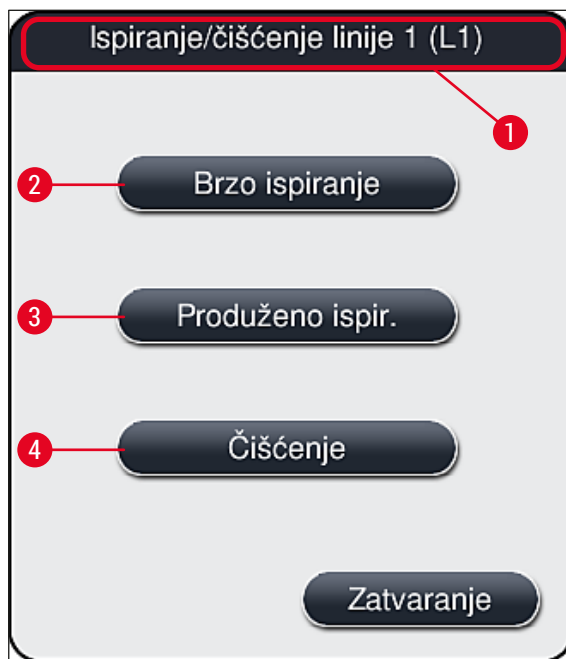 Ispiranje/čišćenje linije 1 (L1)
1
2 Brzo ispiranje
3 Produženo ispir.
4 Čišćenje
Zatvaranje